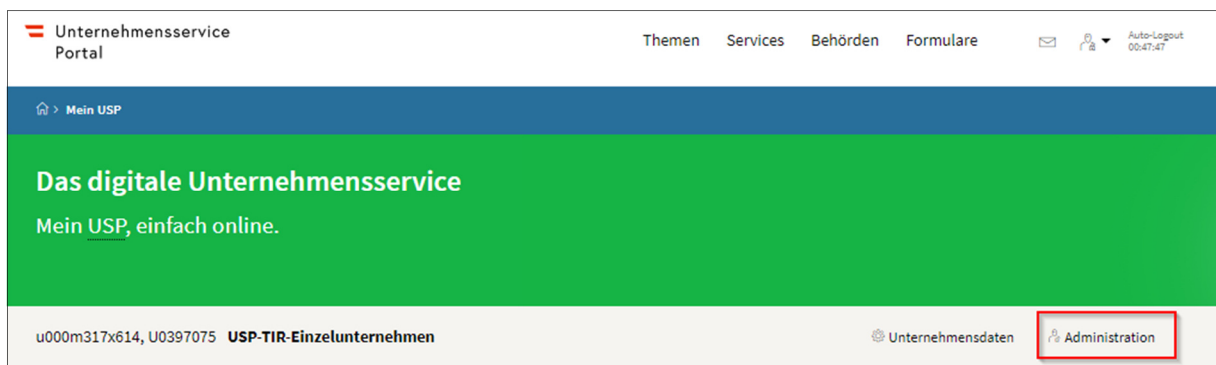 Unternehmensservice
Portal
Themen Services Behörden Formulare
Auto-Logout
00:47:47
> Mein USP
Das digitale Unternehmensservice
Mein USP, einfach online.
u000m317x614, U0397075 USP-TIR-Einzelunternehmen Unternehmensdaten Administration